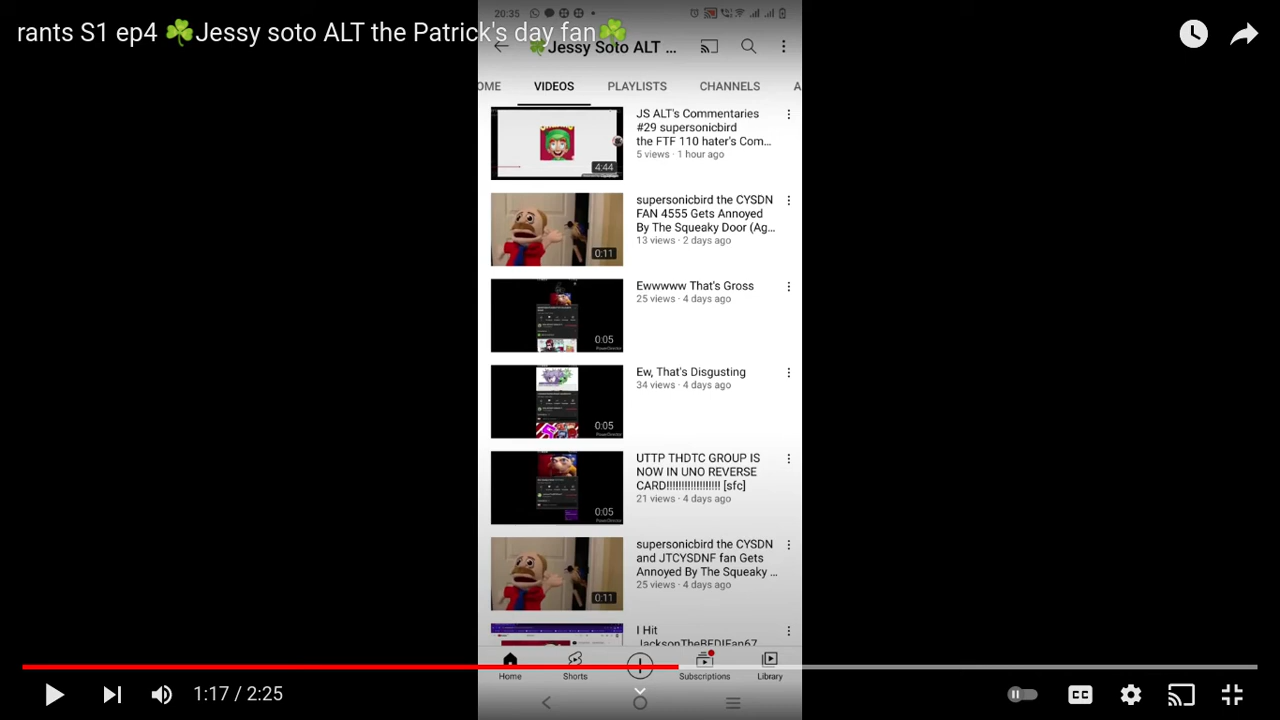 20:35
rants S1 ep4 ☘Jessy soto ALT the Patrick's day fan☘
☘Jessy Soto ALT ...
OME VIDEOS PLAYLISTS CHANNELS A
JS ALT's Commentaries
#29 supersonicbird
the FTF 110 hater's Com...
5 views · 1 hour ago
4:44
supersonicbird the CYSDN
FAN 4555 Gets Annoyed
By The Squeaky Door (Ag...
13 views · 2 days ago
0:11
Ewwwww That's Gross
25 views · 4 days ago
0:05
PowerDirector
Ew, That's Disgusting
34 views · 4 days ago
0:05
PowerDirector
UTTP THDTC GROUP IS
NOW IN UNO REVERSE
CARD!!!!!!!!!!!!!!!!!! [sfc]
21 views · 4 days ago
0:05
PowerDirector
supersonicbird the CYSDN
and JTCYSDNF fan Gets
Annoyed By The Squeaky ...
25 views · 4 days ago
0:11
I Hit
JacksonTheBFDIFan67
Home Shorts Subscriptions Library
1:17 / 2:25
CC